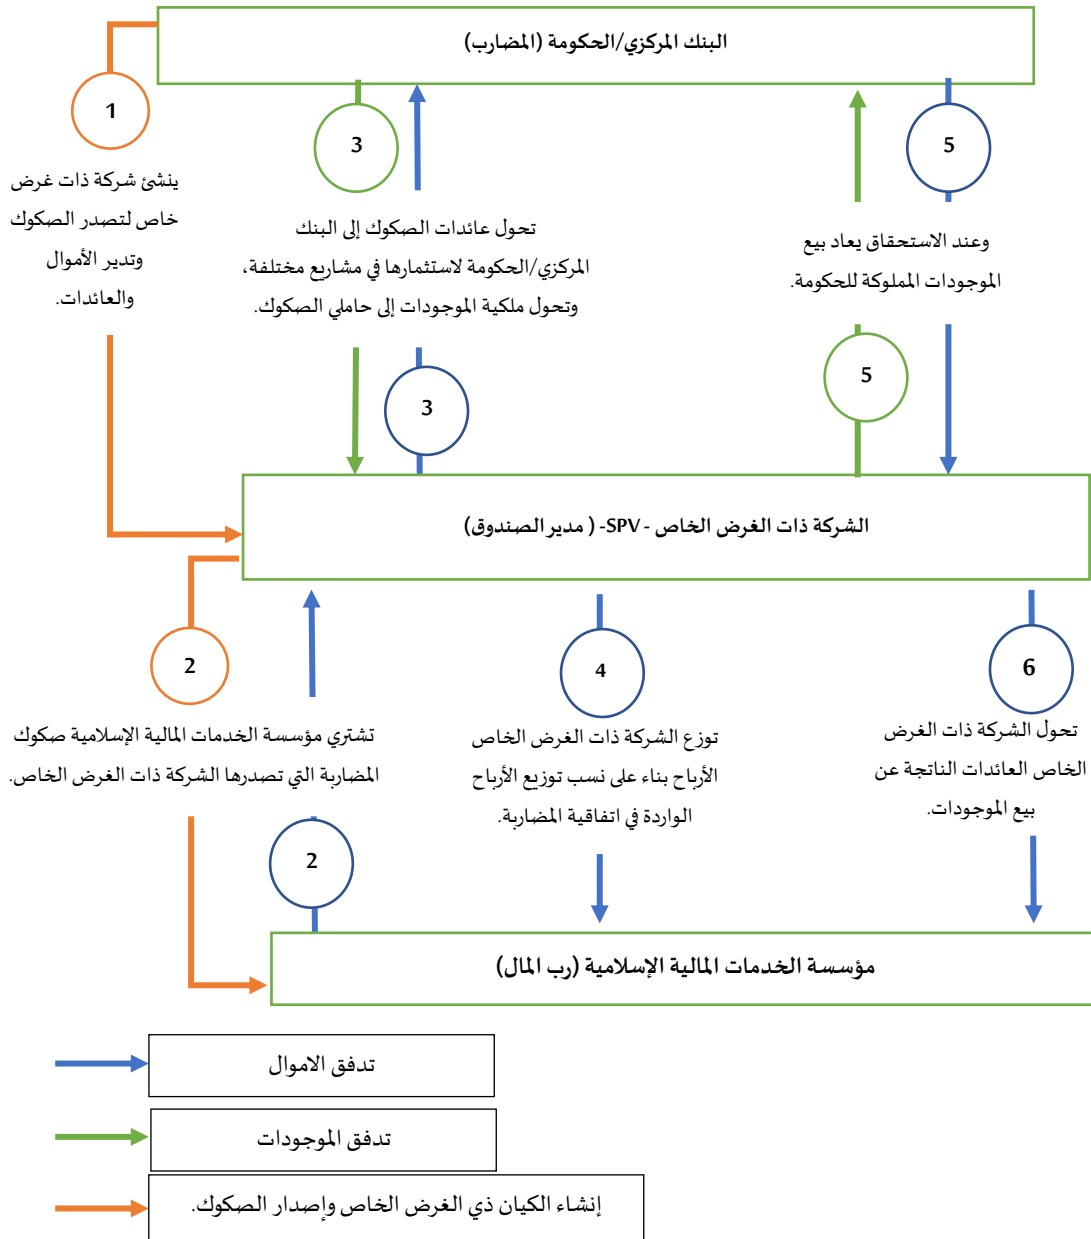 البنك المركزي/الحكومة (المضارب)
1
3
5
ينشئ شركة ذات غرض
خاص لتصدر الصكوك
وتدير الأموال
والعائدات.
تحول عائدات الصكوك إلى البنك
المركزي/الحكومة لاستثمارها في مشاريع مختلفة،
وتحول ملكية الموجودات إلى حاملي الصكوك.
وعند الاستحقاق يعاد بيع
الموجودات المملوكة للحكومة.
3
5
الشركة ذات الغرض الخاص - SPV- ( مدير الصندوق)
2
4
6
تشتري مؤسسة الخدمات المالية الإسلامية صكوك
المضاربة التي تصدرها الشركة ذات الغرض الخاص.
توزع الشركة ذات الغرض الخاص
الأرباح بناء على نسب توزيع الأرباح
الواردة في اتفاقية المضاربة.
تحول الشركة ذات الغرض
الخاص العائدات الناتجة عن
بيع الموجودات.
2
مؤسسة الخدمات المالية الإسلامية (رب المال)
تدفق الاموال
تدفق الموجودات
إنشاء الكيان ذي الغرض الخاص وإصدار الصكوك.